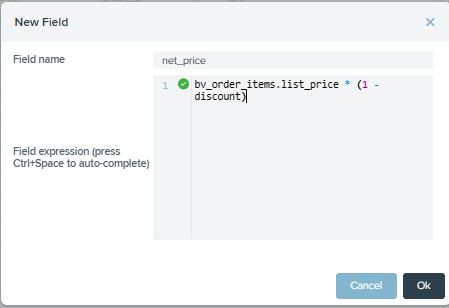 New Field
Field name
net_price
Field expression (press
Ctrl+Space to auto-complete)
1
bv_order_items.list_price * (1 -
discount)
Cancel
Ok